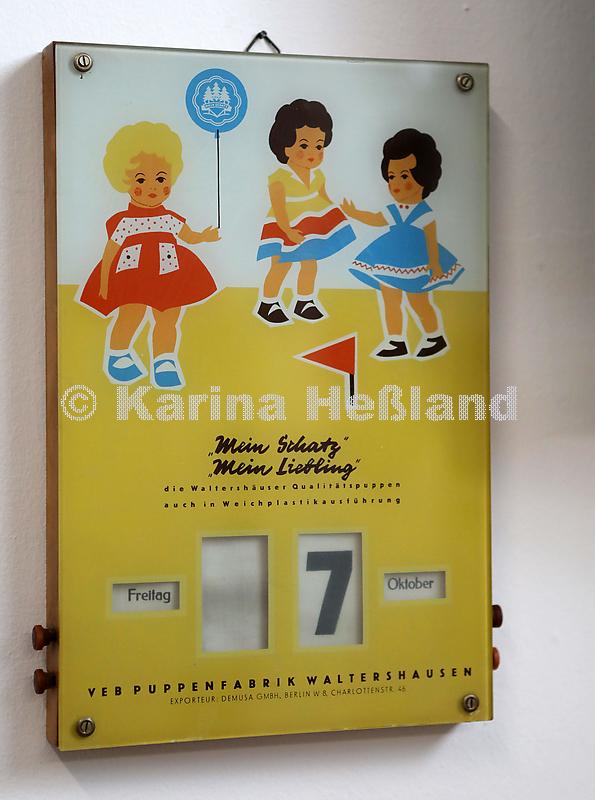 © Karina Heßland
„Mein Schatz“
„Mein Liebling“
die Waltershäuser Qualitätspuppen
auch in Weichplastikausführung
Freitag
7
Oktober
VEB PUPPENFABRIK WALTERSHAUSEN
EXPORTEUR: DEMUSA GMBH, BERLIN W 8, CHARLOTTENSTR. 46